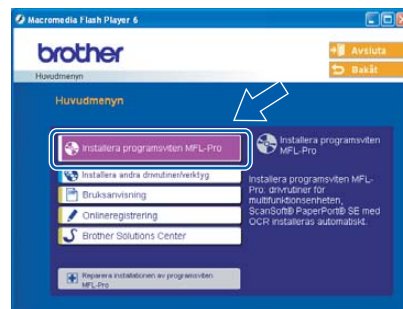 Macromedia Flash Player 6
brother
Avsluta
Huvudmenyn
Bakåt
Huvudmenyn
Installera programsviten MFL-Pro
Installera andra drivrutiner/verktyg
Bruksanvisning
Onlineregistrering
Brother Solutions Center
Reparera installationen av programsviten
MFL-Pro
Installera programsviten
MFL-Pro
Installera programsviten MFL-
Pro: drivrutiner för
multifunktionsenheten,
ScanSoft® PaperPort® SE med
OCR installeras automatiskt.